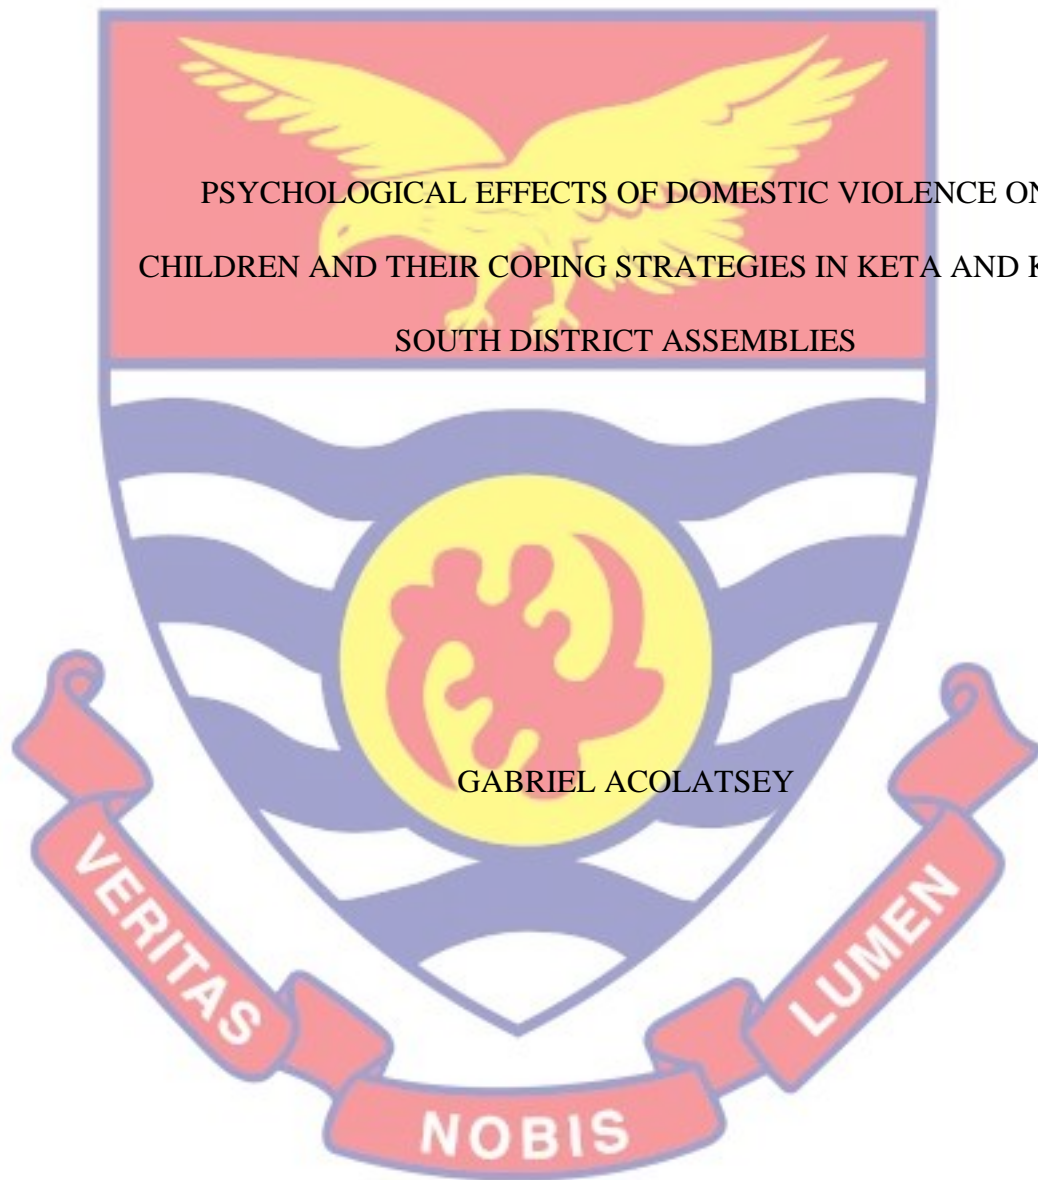 PSYCHOLOGICAL EFFECTS OF DOMESTIC VIOLENCE ON
CHILDREN AND THEIR COPING STRATEGIES IN KETA AND K
SOUTH DISTRICT ASSEMBLIES
GABRIEL ACOLATSEY
VERITAS
NOBIS
LUMEN